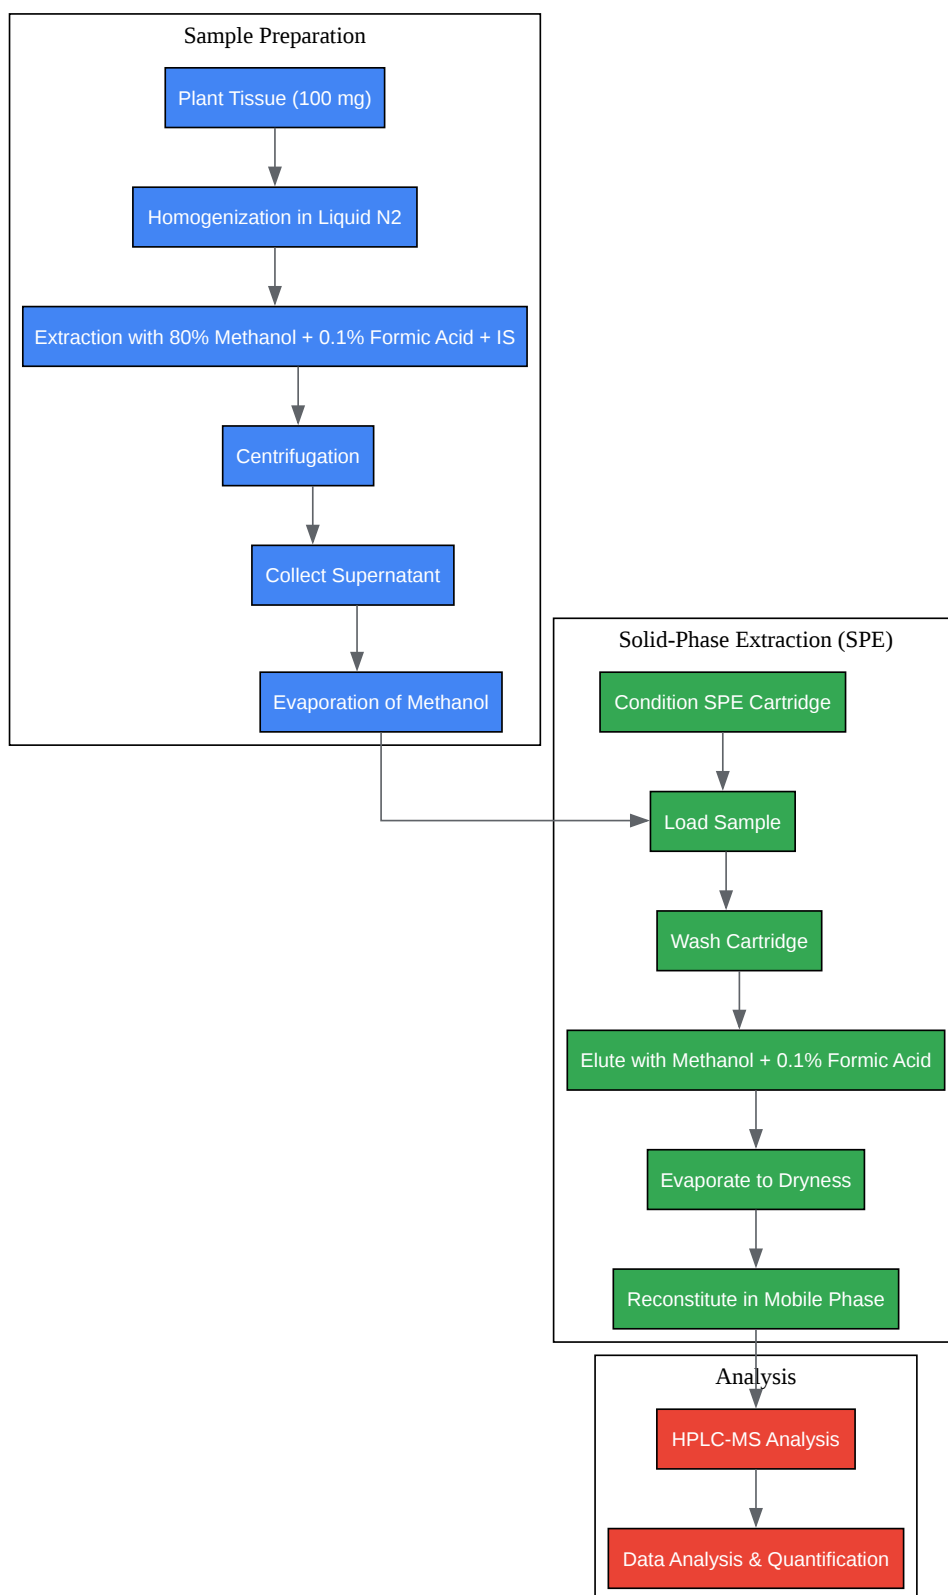 Sample Preparation
Plant Tissue (100 mg)
Homogenization in Liquid N2
Extraction with 80% Methanol + 0.1% Formic Acid + IS
Centrifugation
Collect Supernatant
Evaporation of Methanol
Solid-Phase Extraction (SPE)
Condition SPE Cartridge
Load Sample
Wash Cartridge
Elute with Methanol + 0.1% Formic Acid
Evaporate to Dryness
Reconstitute in Mobile Phase
Analysis
HPLC-MS Analysis
Data Analysis & Quantification